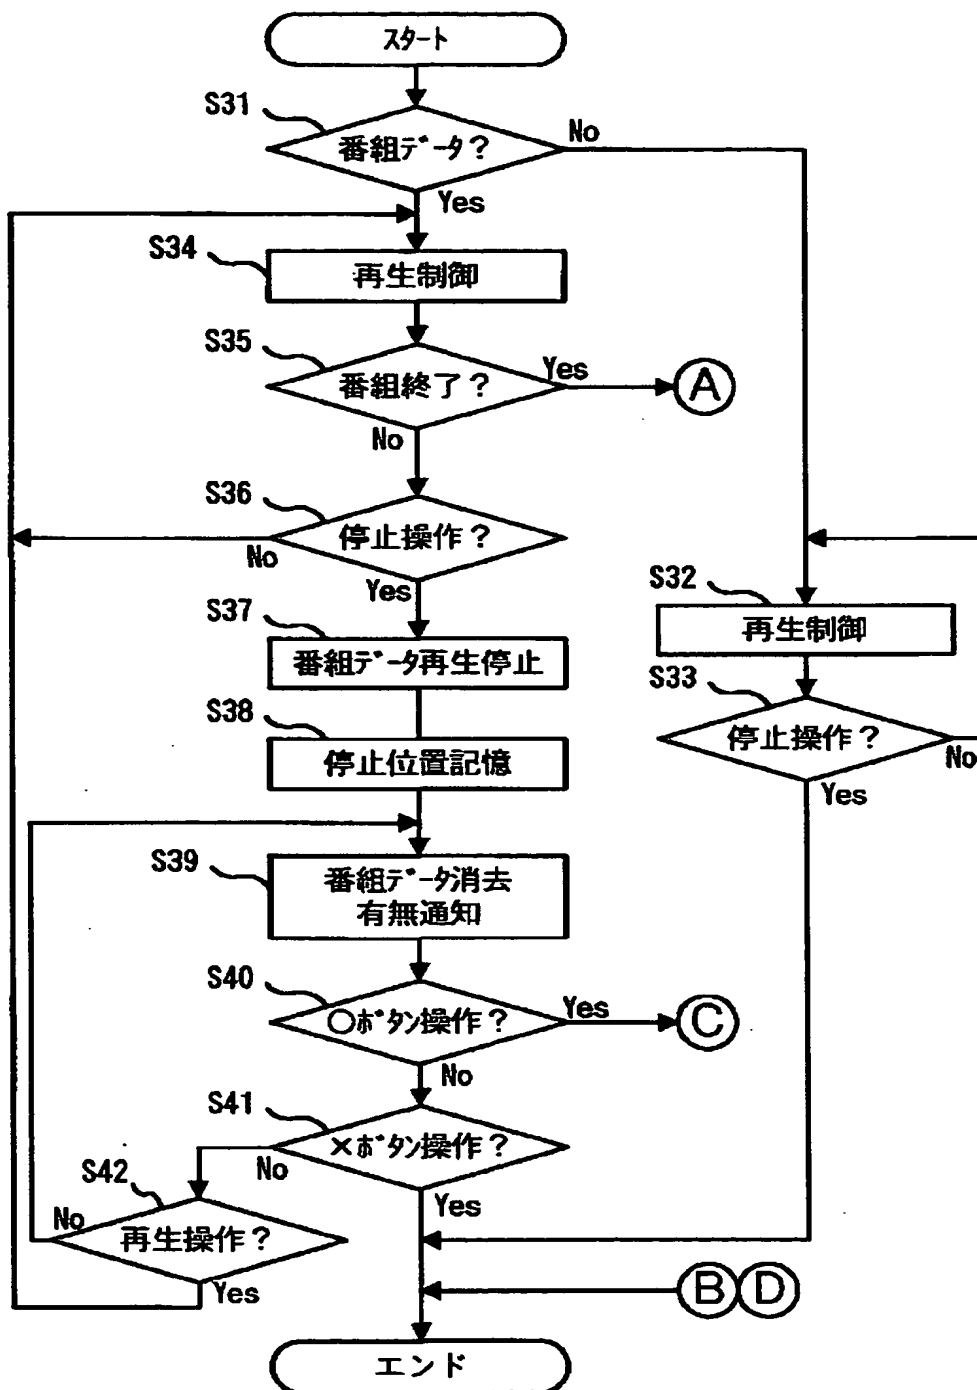 スタート
S31
番組データ？
No
Yes
S34
再生制御
S35
番組終了？
Yes
A
No
S36
停止操作？
No
Yes
S32
再生制御
S37
番組データ再生停止
S33
停止操作？
No
Yes
S38
停止位置記憶
S39
番組データ消去
有無通知
S40
○ボタン操作？
Yes
C
No
S41
×ボタン操作？
No
Yes
S42
再生操作？
No
Yes
B D
エンド